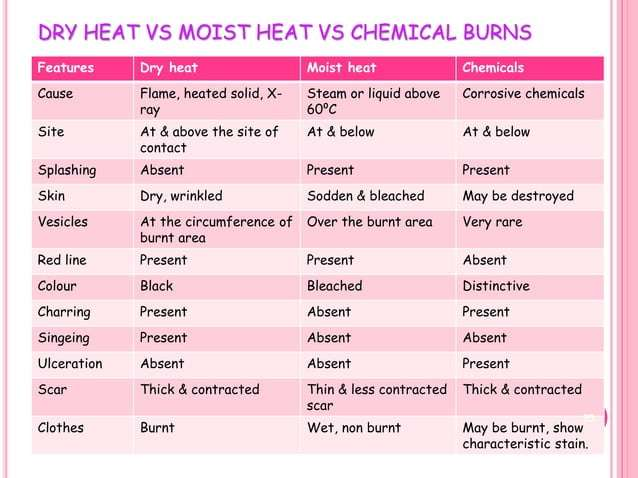 DRY HEAT VS MOIST HEAT VS CHEMICAL BURNS
Features Dry heat Moist heat Chemicals
Cause Flame, heated solid, X-ray Steam or liquid above 60⁰C Corrosive chemicals
Site At & above the site of contact At & below At & below
Splashing Absent Present Present
Skin Dry, wrinkled Sodden & bleached May be destroyed
Vesicles At the circumference of burnt area Over the burnt area Very rare
Red line Present Present Absent
Colour Black Bleached Distinctive
Charring Present Absent Present
Singeing Present Absent Absent
Ulceration Absent Absent Present
Scar Thick & contracted Thin & less contracted scar Thick & contracted
Clothes Burnt Wet, non burnt May be burnt, show characteristic stain.